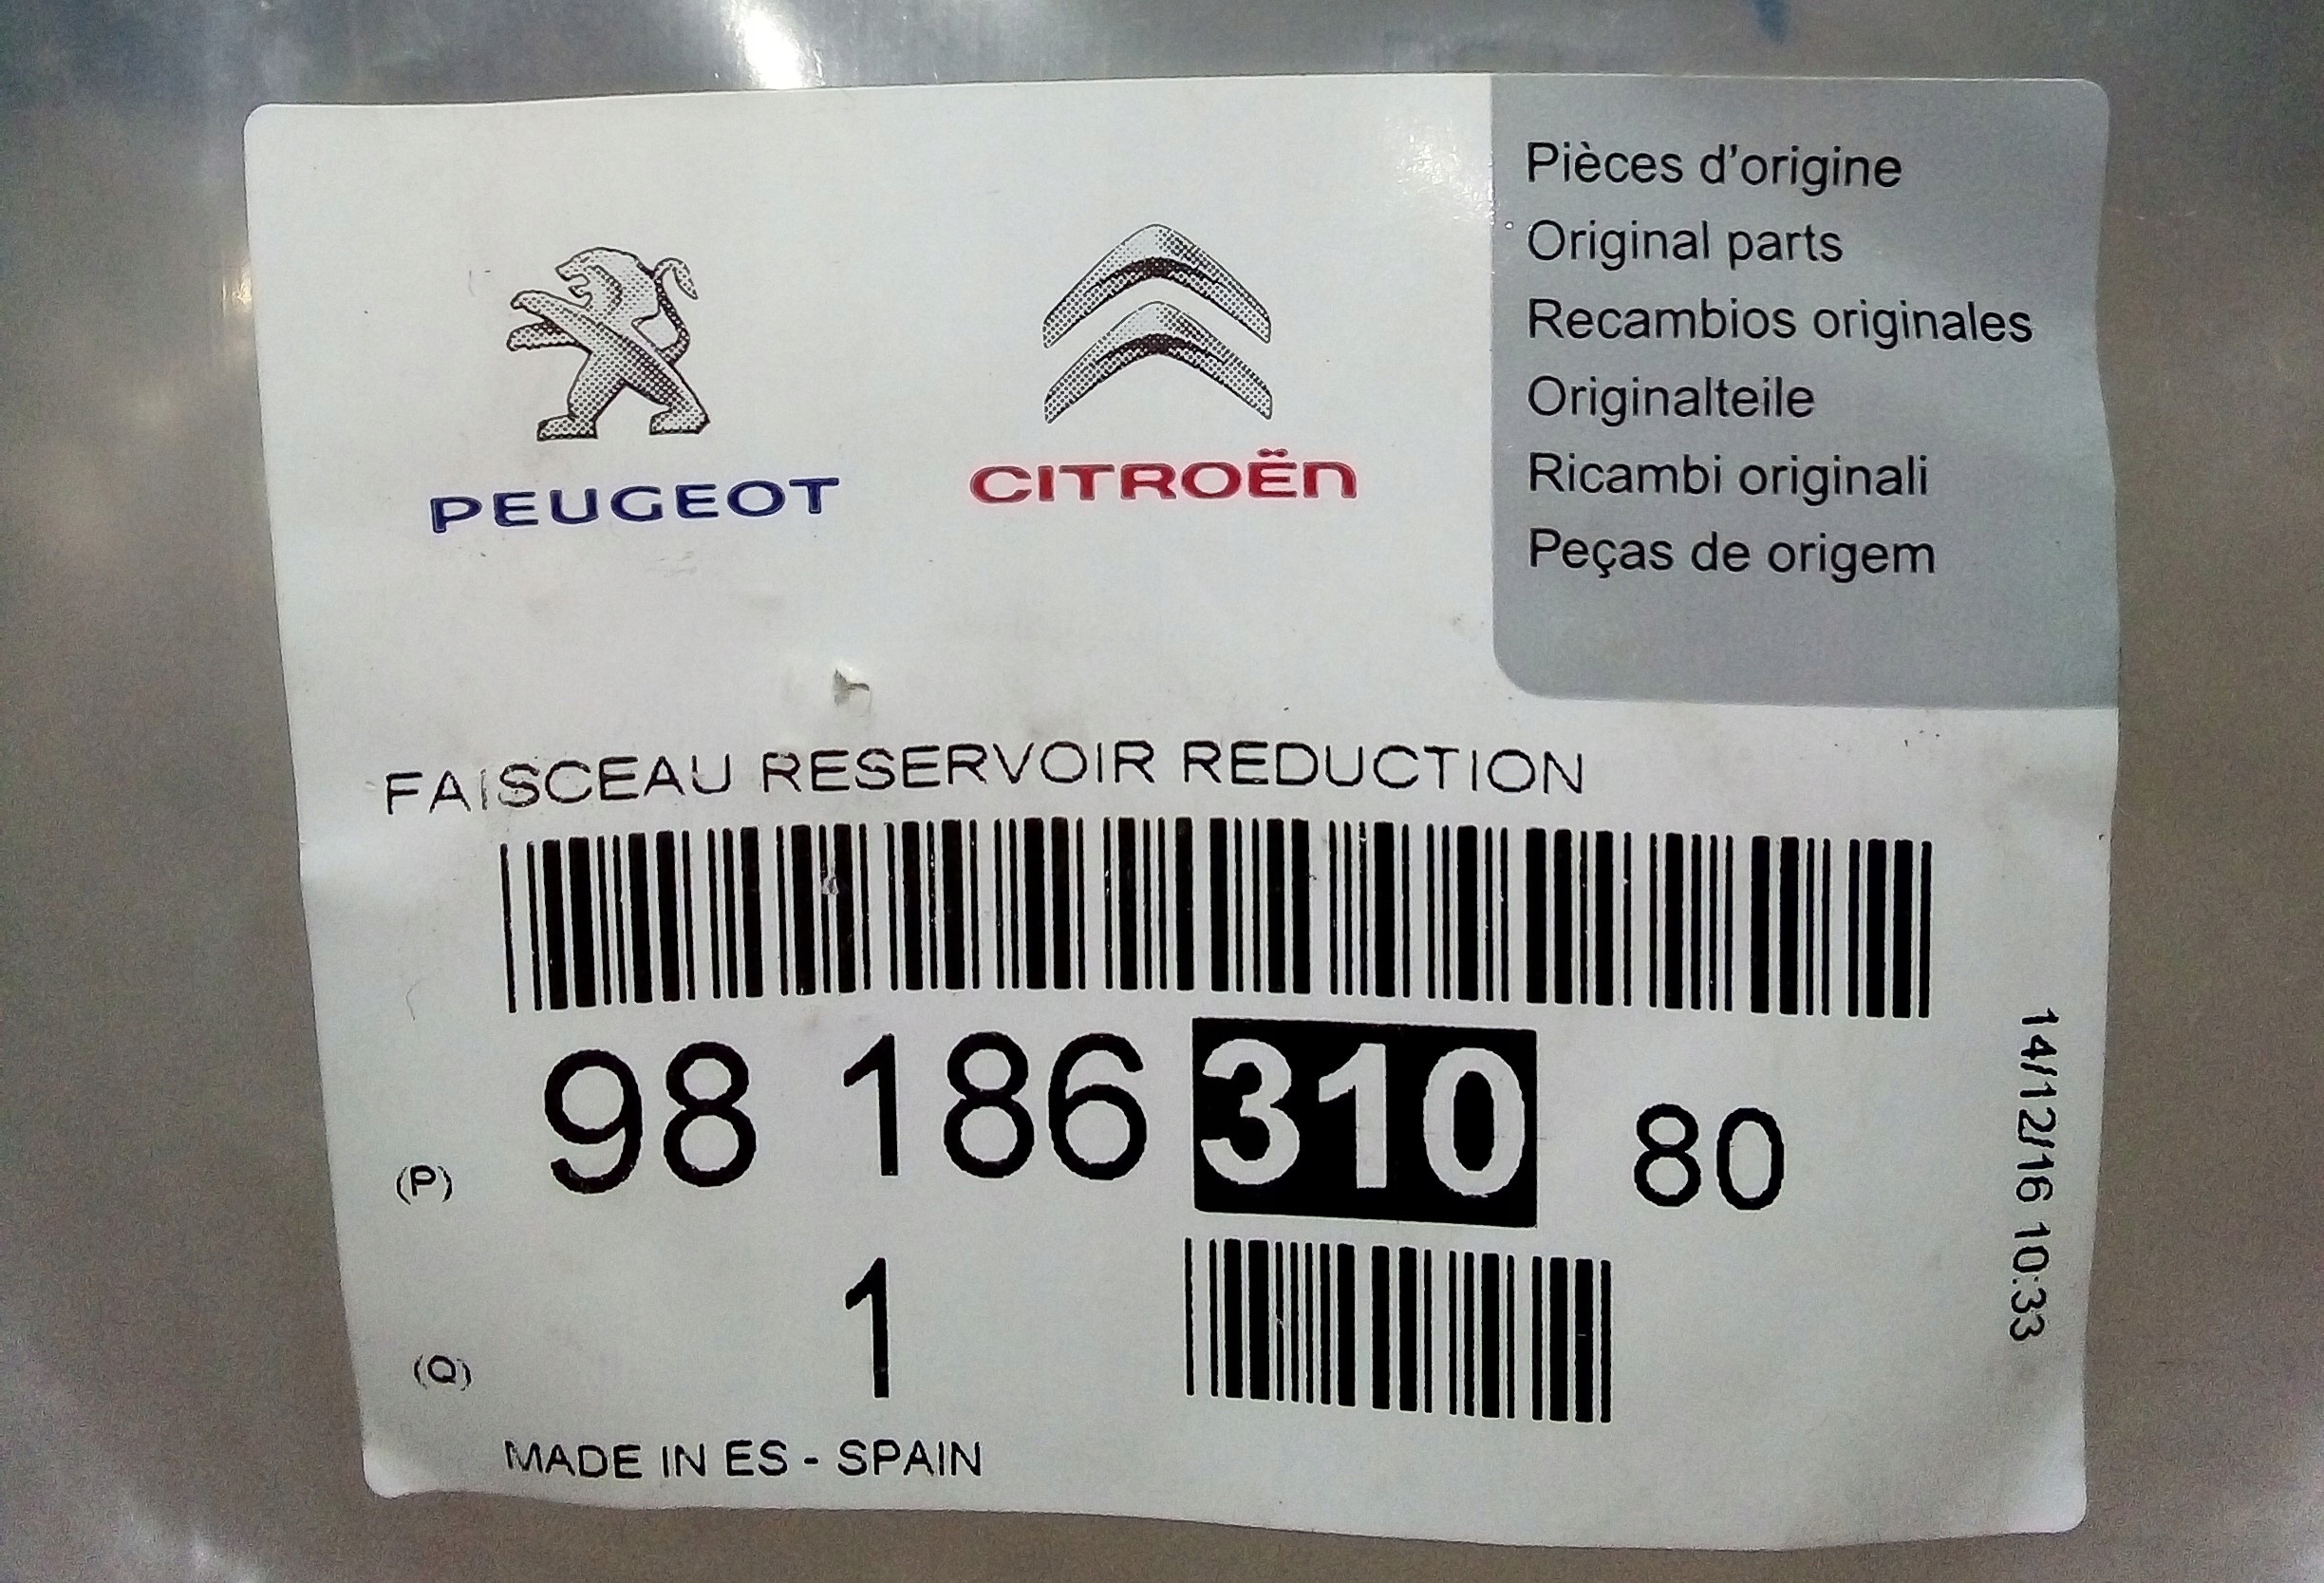 PEUGEOT
CITROËN
Pièces d'origine
Original parts
Recambios originales
Originalteile
Ricambi originali
Peças de origem
FAISCEAU RESERVOIR REDUCTION
(P) 98 186 310 80
(Q) 1
MADE IN ES - SPAIN
14/12/16 10:33